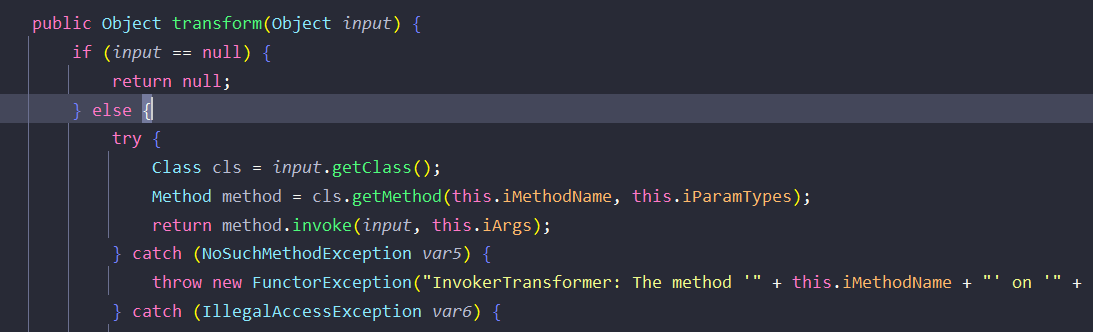 public Object transform(Object input) {
if (input == null) {
return null;
} else {
try {
Class cls = input.getClass();
Method method = cls.getMethod(this.iMethodName, this.iParamTypes);
return method.invoke(input, this.iArgs);
} catch (NoSuchMethodException var5) {
throw new FunctorException("InvokerTransformer: The method '" + this.iMethodName + "' on '" +
} catch (IllegalAccessException var6) {